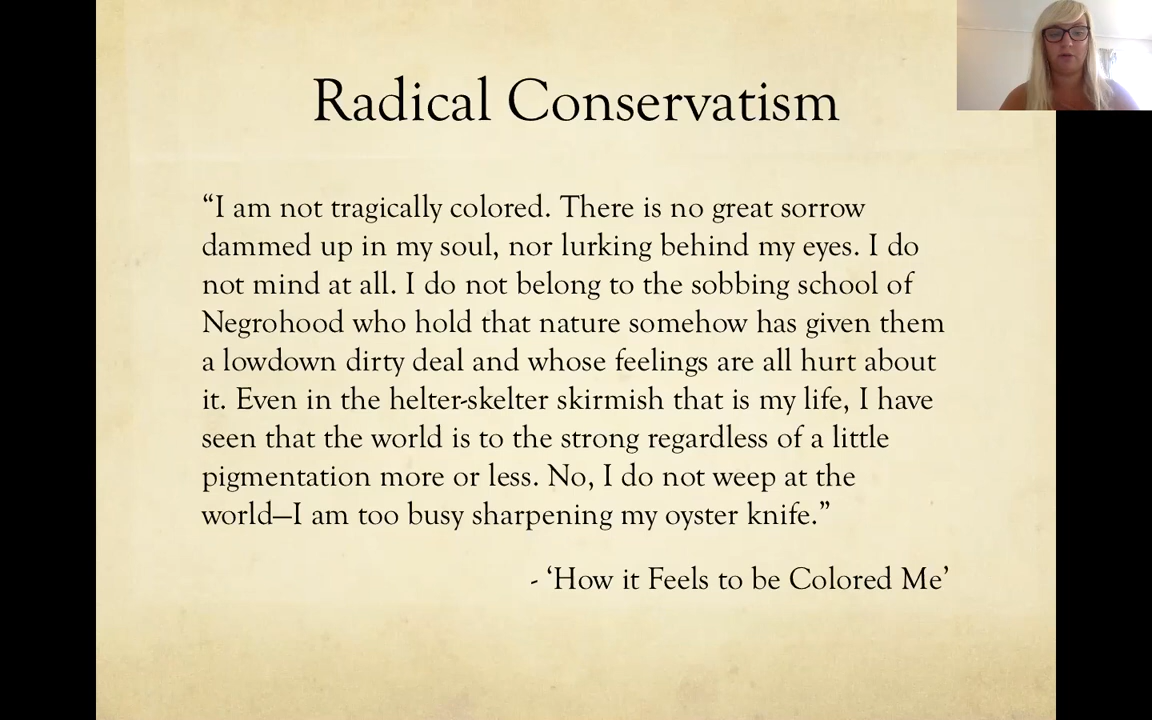 Radical Conservatism
“I am not tragically colored. There is no great sorrow
dammed up in my soul, nor lurking behind my eyes. I do
not mind at all. I do not belong to the sobbing school of
Negrohood who hold that nature somehow has given them
a lowdown dirty deal and whose feelings are all hurt about
it. Even in the helter-skelter skirmish that is my life, I have
seen that the world is to the strong regardless of a little
pigmentation more or less. No, I do not weep at the
world—I am too busy sharpening my oyster knife.”
- ‘How it Feels to be Colored Me’